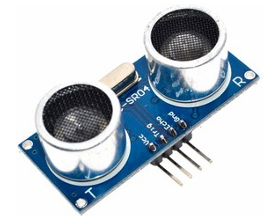 -SR04
R
Vcc
Trig
Echo
Gnd
T